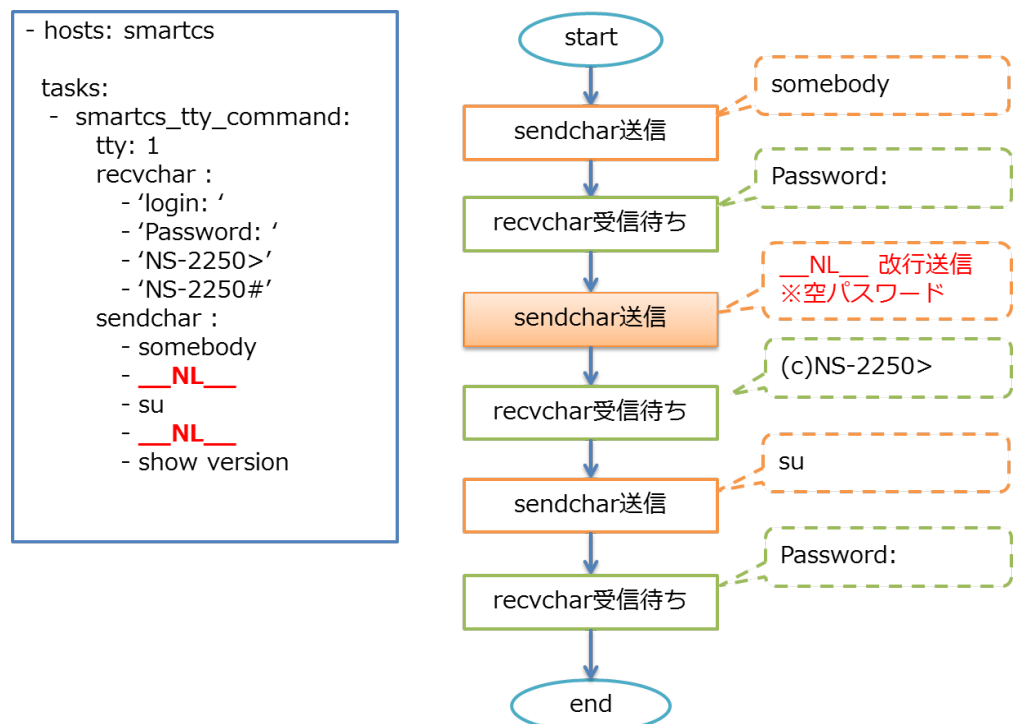 - hosts: smartcs
tasks:
- smartcs_tty_command:
tty: 1
recvchar :
- ‘login: ‘
- ‘Password: ‘
- ‘NS-2250>’
- ‘NS-2250#’
sendchar :
- somebody
- __NL__
- su
- __NL__
- show version
start
sendchar送信
somebody
recvchar受信待ち
Password:
sendchar送信
__NL__ 改行送信
※空パスワード
recvchar受信待ち
(c)NS-2250>
sendchar送信
su
recvchar受信待ち
Password:
end